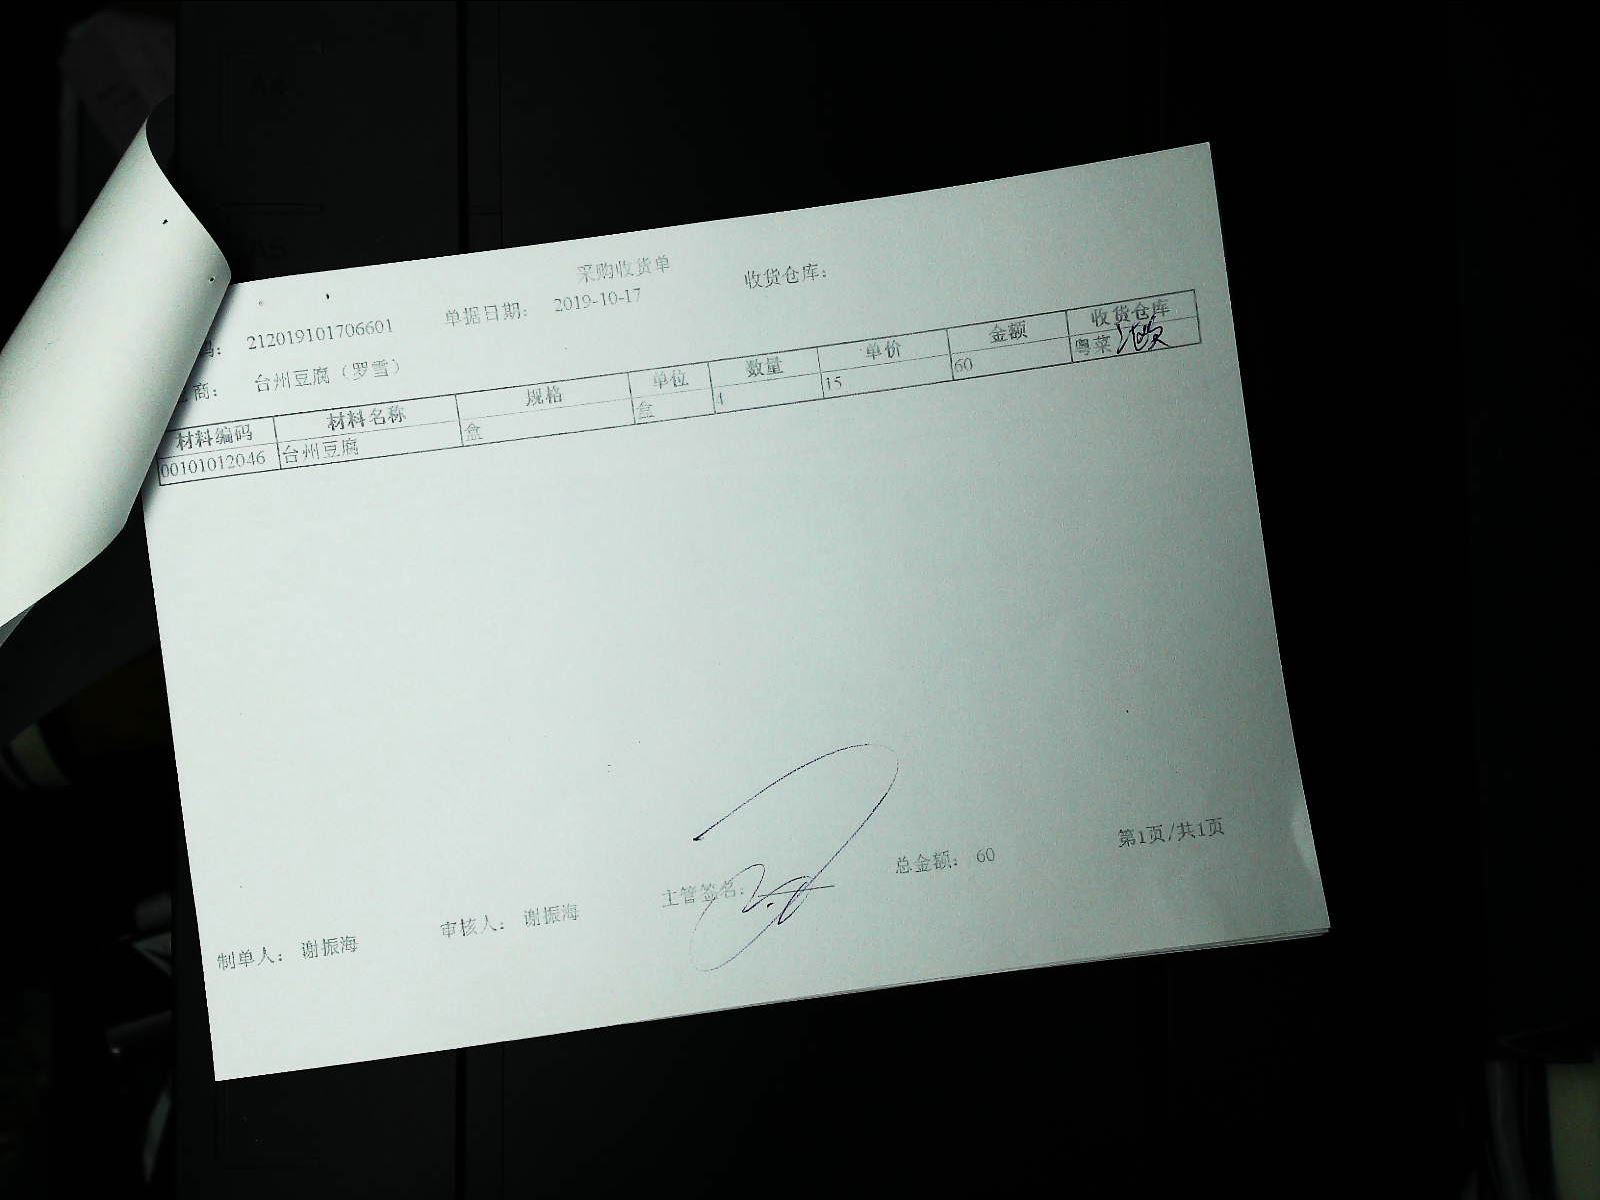 采购收货单
码： 212019101706601 单据日期： 2019-10-17 收货仓库：
商： 台州豆腐（罗雪）
材料编码 材料名称 规格 单位 数量 单价 金额 收货仓库
00101012046 台州豆腐 盒 盒 4 15 60 粤菜
制单人： 谢振海 审核人： 谢振海 主管签名： 总金额： 60 第1页/共1页